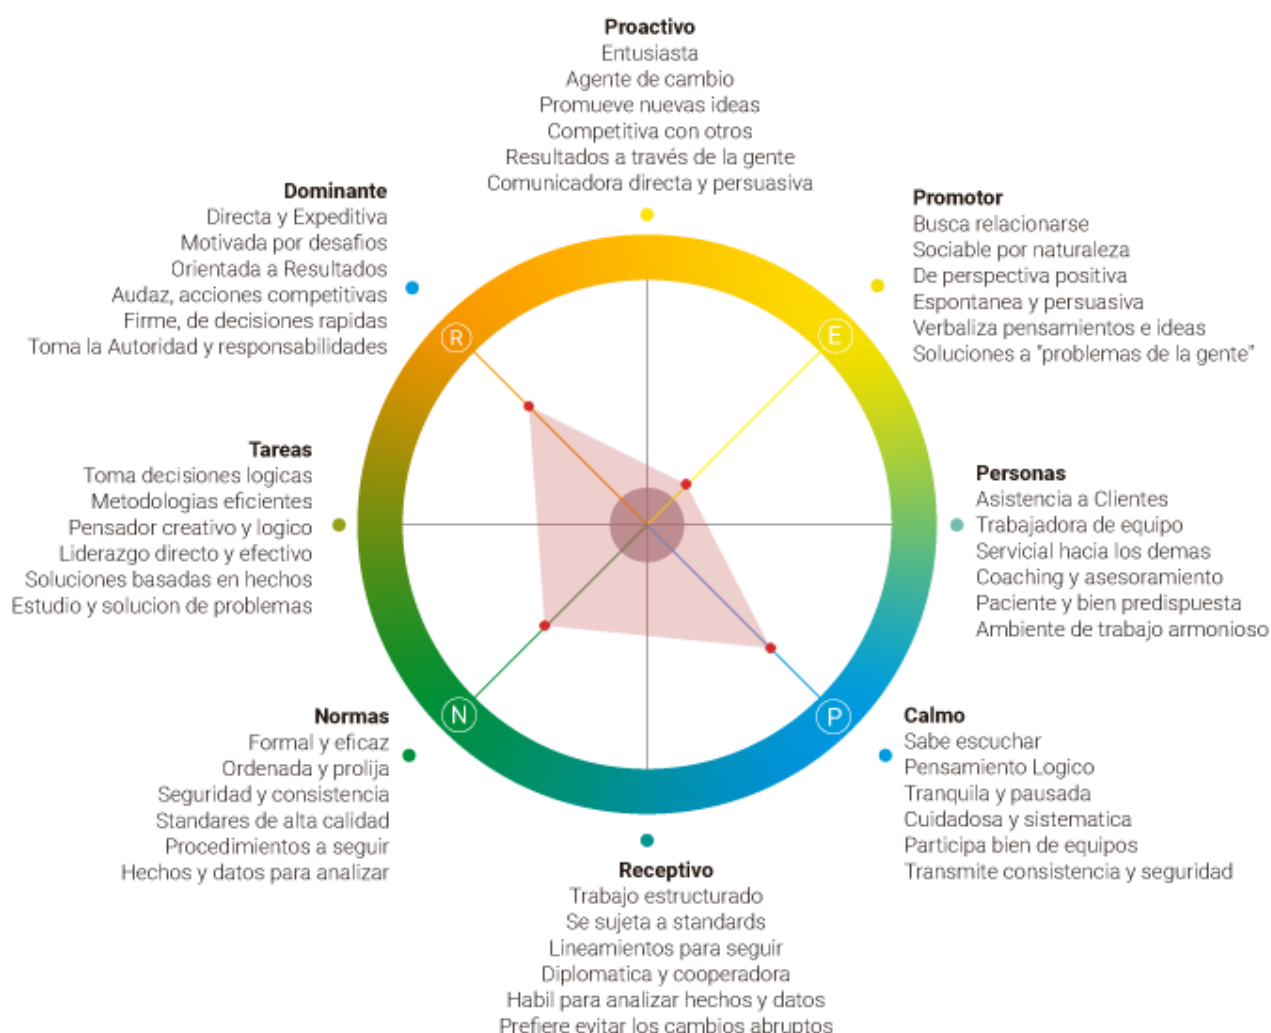 Proactivo
Entusiasta
Agente de cambio
Promueve nuevas ideas
Competitiva con otros
Resultados a través de la gente
Comunicadora directa y persuasiva
Dominante
Directa y Expeditiva
Motivada por desafios
Orientada a Resultados
Audaz, acciones competitivas
Firme, de decisiones rapidas
Toma la Autoridad y responsabilidades
Promotor
Busca relacionarse
Sociable por naturaleza
De perspectiva positiva
Espontanea y persuasiva
Verbaliza pensamientos e ideas
Soluciones a "problemas de la gente"
R
E
Tareas
Toma decisiones logicas
Metodologias eficientes
Pensador creativo y logico
Liderazgo directo y efectivo
Soluciones basadas en hechos
Estudio y solucion de problemas
Personas
Asistencia a Clientes
Trabajadora de equipo
Servicial hacia los demas
Coaching y asesoramiento
Paciente y bien predispuesta
Ambiente de trabajo armonioso
N
P
Normas
Formal y eficaz
Ordenada y prolija
Seguridad y consistencia
Standares de alta calidad
Procedimientos a seguir
Hechos y datos para analizar
Calmo
Sabe escuchar
Pensamiento Logico
Tranquila y pausada
Cuidadosa y sistematica
Participa bien de equipos
Transmite consistencia y seguridad
Receptivo
Trabajo estructurado
Se sujeta a standards
Lineamientos para seguir
Diplomatica y cooperadora
Habil para analizar hechos y datos
Prefiere evitar los cambios abruptos